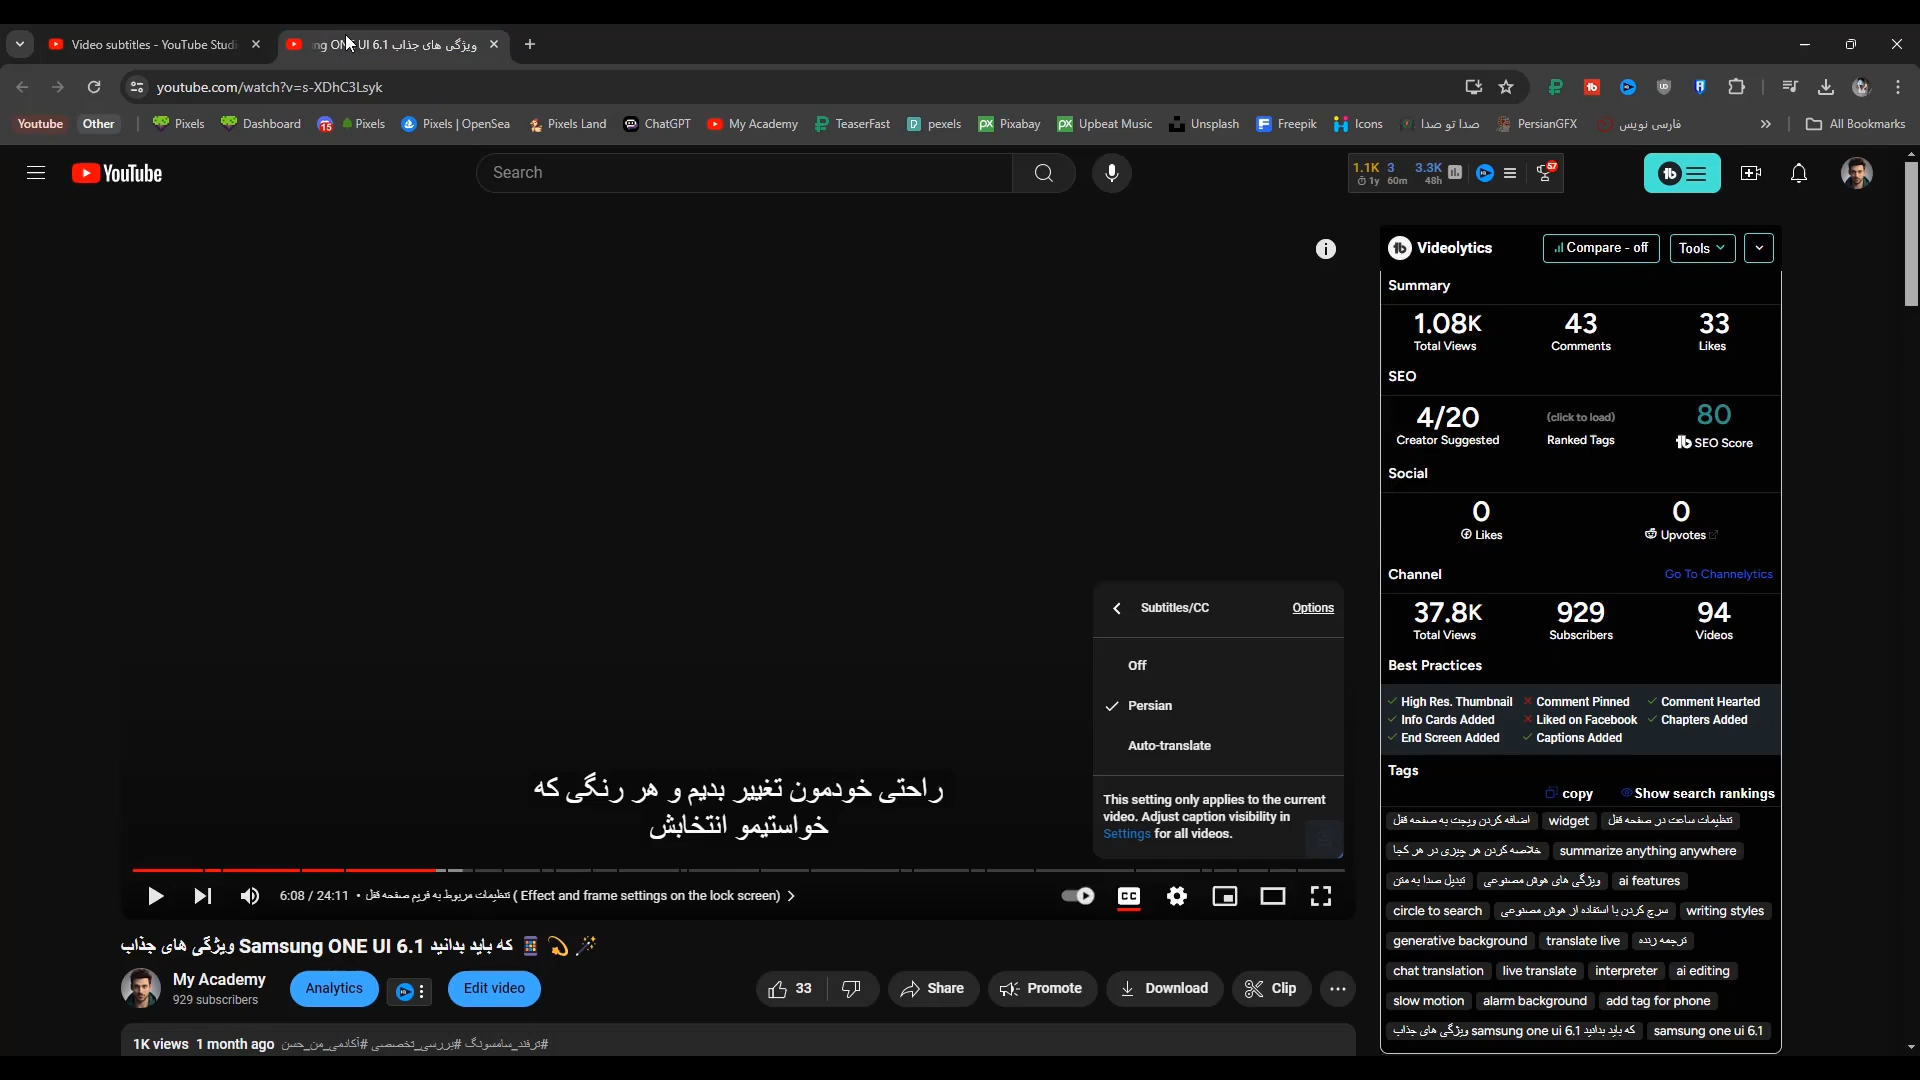 Video subtitles - YouTube Studi
ng ONE UI 6.1 ویژگی های جذاب
youtube.com/watch?v=s-XDhC3Lsyk
Youtube
Other
Pixels
Dashboard
15
Pixels
Pixels | OpenSea
Pixels Land
ChatGPT
My Academy
TeaserFast
pexels
Pixabay
Upbeat Music
Unsplash
Freepik
Icons
صدا تو صدا
PersianGFX
فارسی نویس
»
All Bookmarks
YouTube
Search
1.1K 3 3.3K
1y 60m 48h
57
Videolytics
Compare - off
Tools
Summary
1.08K 43 33
Total Views Comments Likes
SEO
4/20 (click to load) 80
Creator Suggested Ranked Tags SEO Score
Social
0 0
Likes Upvotes
Channel Go To Channelytics
37.8K 929 94
Total Views Subscribers Videos
Best Practices
High Res. Thumbnail Comment Pinned Comment Hearted
Info Cards Added Liked on Facebook Chapters Added
End Screen Added Captions Added
Tags
copy Show search rankings
اضافه کردن ویجت به صفحه قفل widget تنظیمات ساعت در صفحه قفل
خلاصه کردن هر چیزی در هر کجا summarize anything anywhere
تبدیل صدا به متن ویژگی های هوش مصنوعی ai features
circle to search سرچ کردن با استفاده از هوش مصنوعی writing styles
generative background translate live ترجمه زنده
chat translation live translate interpreter ai editing
slow motion alarm background add tag for phone
ویژگی های جذاب samsung one ui 6.1 که باید بدانید samsung one ui 6.1
Subtitles/CC Options
Off
Persian
Auto-translate
This setting only applies to the current
video. Adjust caption visibility in
Settings for all videos.
راحتی خودمون تغییر بدیم و هر رنگی که
خواستیمو انتخابش
6:08 / 24:11 • تنظیمات مربوط به فریم صفحه قفل ( Effect and frame settings on the lock screen)
CC
ویژگی های جذاب Samsung ONE UI 6.1 که باید بدانید
My Academy
929 subscribers
Analytics
Edit video
33
Share
Promote
Download
Clip
1K views 1 month ago #ترفند_سامسونگ #بررسی_تخصصی #آکادمی_من_حسن